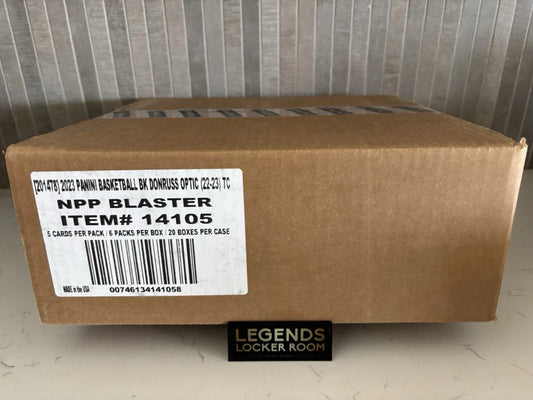 [201478] 2023 PANINI BASKETBALL BK DONRUSS OPTIC (22-23) TC
NPP BLASTER
ITEM# 14105
5 CARDS PER PACK / 6 PACKS PER BOX / 20 BOXES PER CASE
MADE in the USA
00746134141058
LEGENDS
LOCKER ROOM